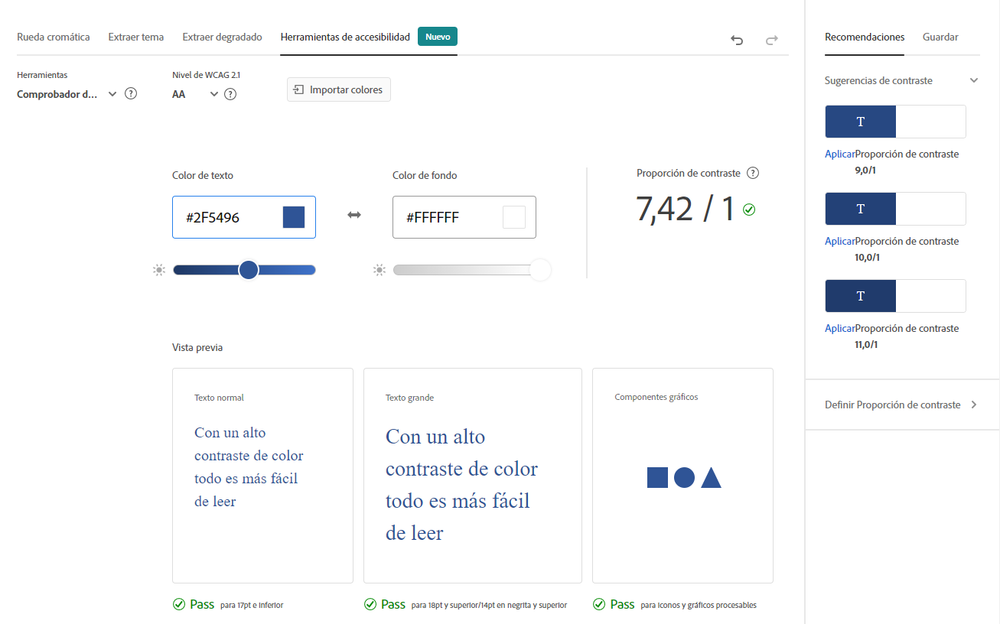 Rueda cromática
Extraer tema
Extraer degradado
Herramientas de accesibilidad
Nuevo
Recomendaciones
Guardar
Herramientas
Comprobador d...
Nivel de WCAG 2.1
AA
Importar colores
Sugerencias de contraste
T
AplicarProporción de contraste
9,0/1
T
AplicarProporción de contraste
10,0/1
T
AplicarProporción de contraste
11,0/1
Definir Proporción de contraste
Color de texto
#2F5496
Color de fondo
#FFFFFF
Proporción de contraste
7,42 / 1
Vista previa
Texto normal
Con un alto
contraste de color
todo es más fácil
de leer
Texto grande
Con un alto
contraste de color
todo es más fácil
de leer
Componentes gráficos
Pass para 17pt e inferior
Pass para 18pt y superior/14pt en negrita y superior
Pass para iconos y gráficos procesables